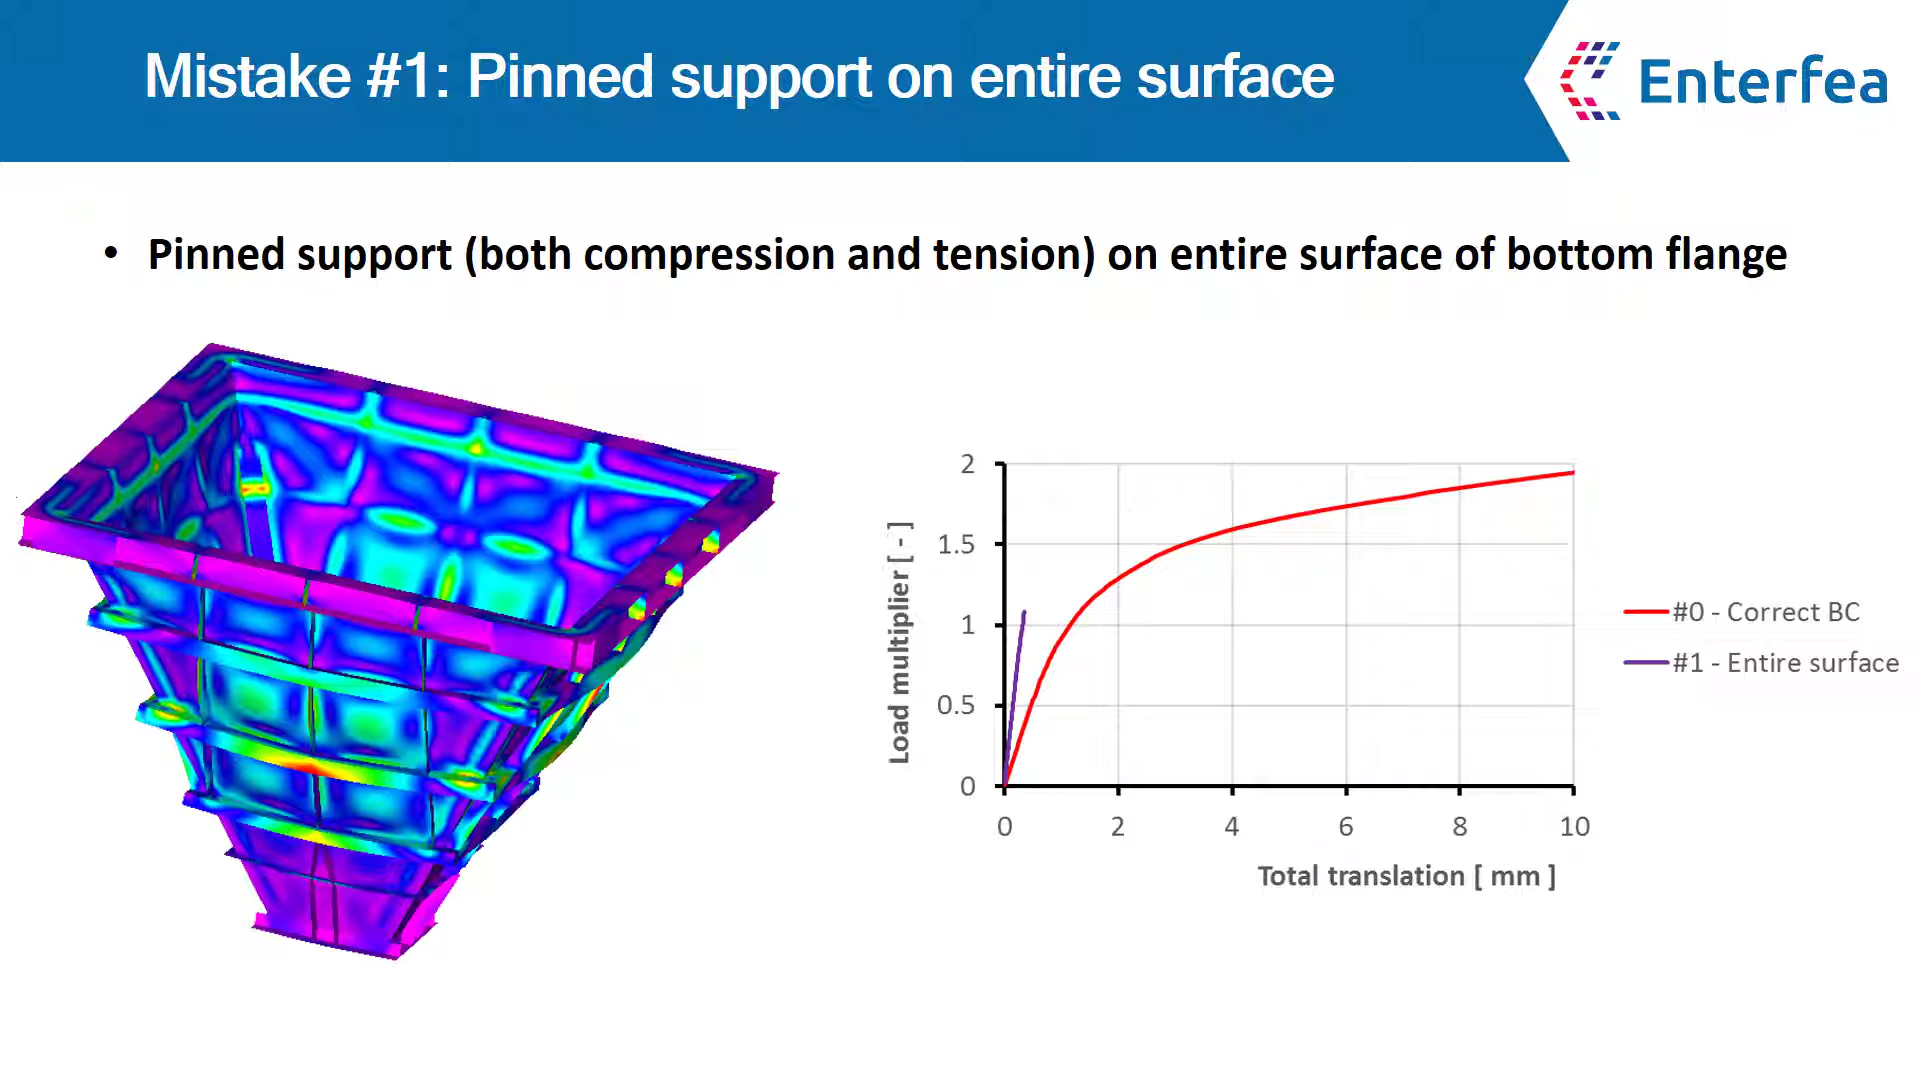 Mistake #1: Pinned support on entire surface
Enterfea
• Pinned support (both compression and tension) on entire surface of bottom flange
Load multiplier [ - ]
2
1.5
1
0.5
0
0 2 4 6 8 10
Total translation [ mm ]
#0 - Correct BC
#1 - Entire surface